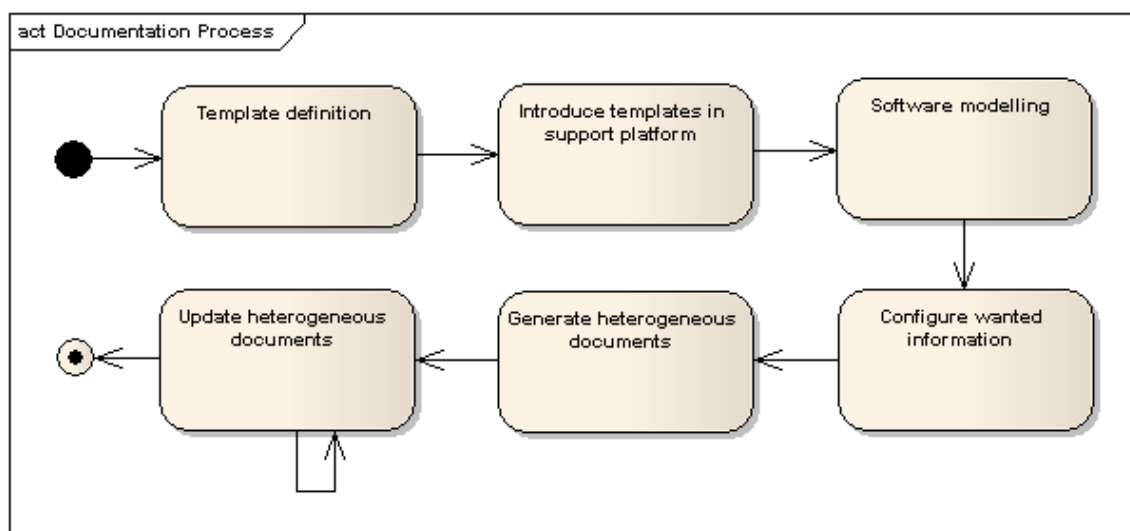 act Documentation Process
Template definition
Introduce templates in
support platform
Software modelling
Update heterogeneous
documents
Generate heterogeneous
documents
Configure wanted
information